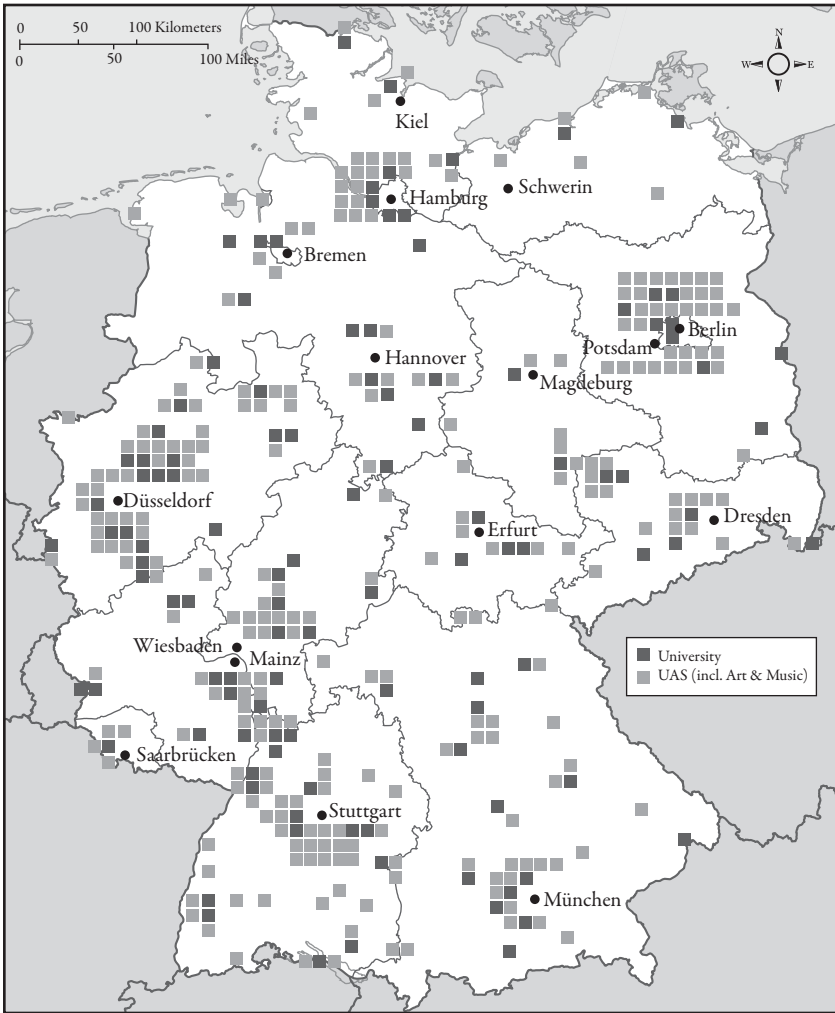 0 50 100 Kilometers
0 50 100 Miles
N
W E
S
Kiel
Schwerin
Hamburg
Bremen
Berlin
Potsdam
Hannover
Magdeburg
Düsseldorf
Dresden
Erfurt
Wiesbaden
Mainz
University
UAS (incl. Art & Music)
Saarbrücken
Stuttgart
München